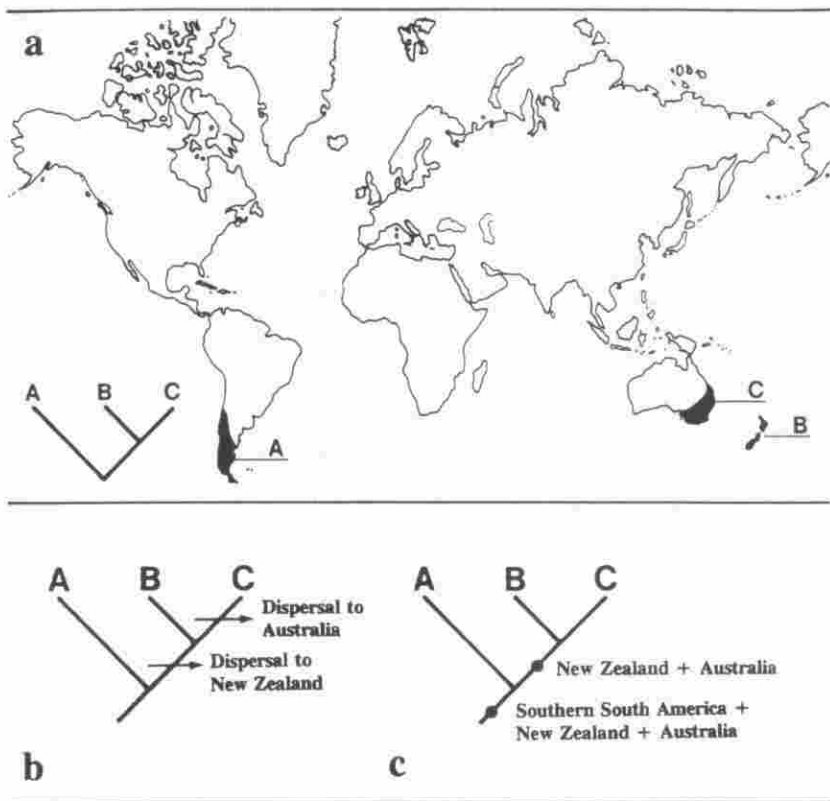 a
A B C
C
B
A
A B C
Dispersal to
Australia
Dispersal to
New Zealand
b
A B C
New Zealand + Australia
Southern South America +
New Zealand + Australia
c